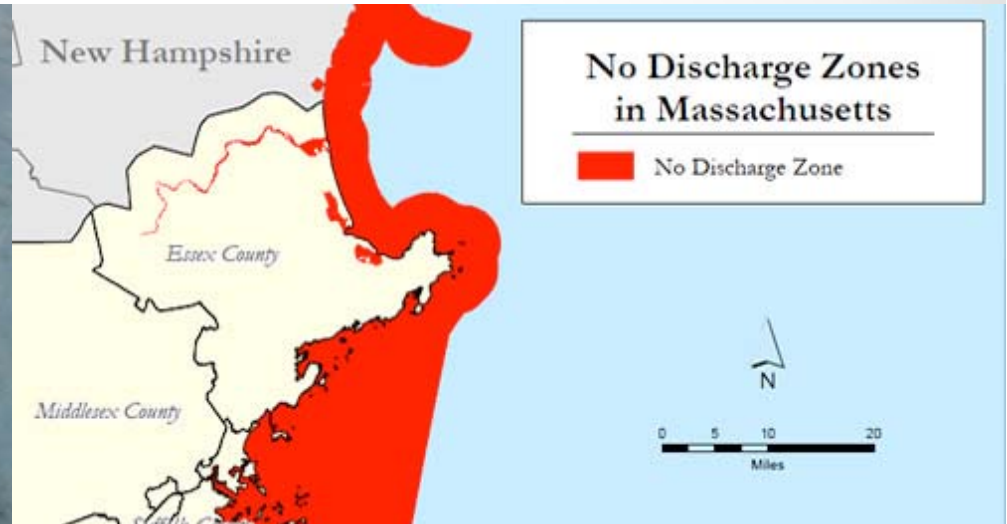 New Hampshire
No Discharge Zones
in Massachusetts
No Discharge Zone
Essex County
Middlesex County
N
0 5 10 20
Miles